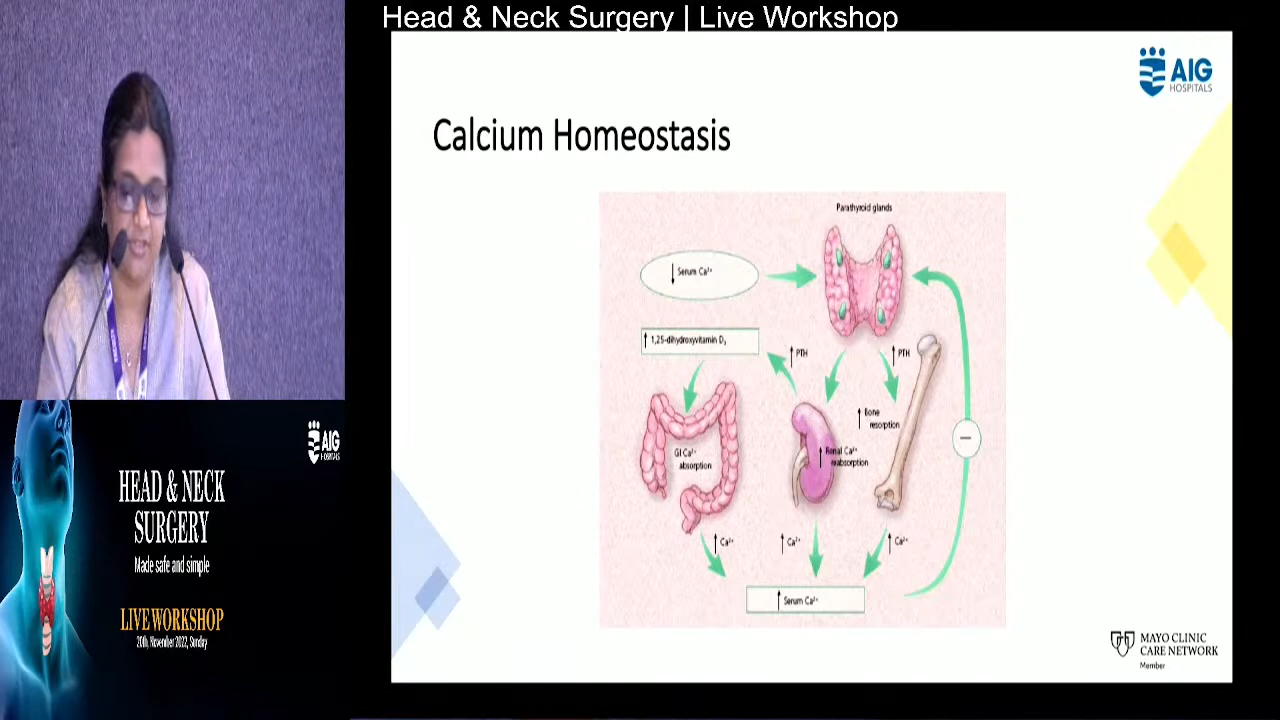 Head & Neck Surgery | Live Workshop
AIG
HOSPITALS
Calcium Homeostasis
Parathyroid glands
↓ Serum Ca²⁺
↑ 1,25-dihydroxyvitamin D₃
↑ PTH
↑ PTH
↑ Bone
resorption
GI Ca²⁺
absorption
↑ Renal Ca²⁺
reabsorption
−
↑ Ca²⁺
↑ Ca²⁺
↑ Ca²⁺
↑ Serum Ca²⁺
MAYO CLINIC
CARE NETWORK
Member
AIG
HOSPITALS
HEAD & NECK
SURGERY
Made safe and simple
LIVE WORKSHOP
20th, November 2022, Sunday